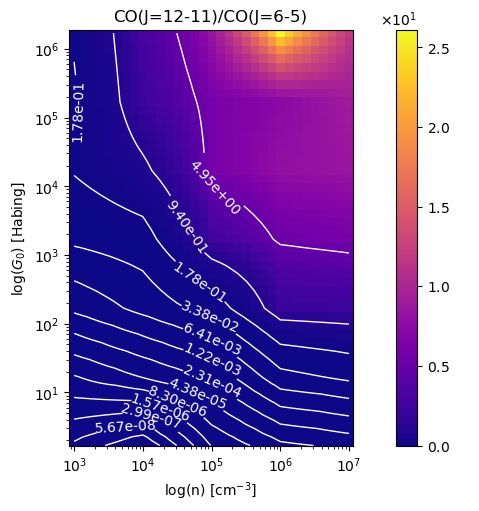 CO(J=12-11)/CO(J=6-5)
×10¹
10⁶
10⁵
10⁴
10³
10²
10¹
log(G₀) [Habing]
1.78e-01
4.95e+00
9.40e-01
1.78e-01
3.38e-02
6.41e-03
1.22e-03
2.31e-04
4.38e-05
8.30e-06
1.57e-06
2.99e-07
5.67e-08
10³ 10⁴ 10⁵ 10⁶ 10⁷
log(n) [cm⁻³]
2.5
2.0
1.5
1.0
0.5
0.0